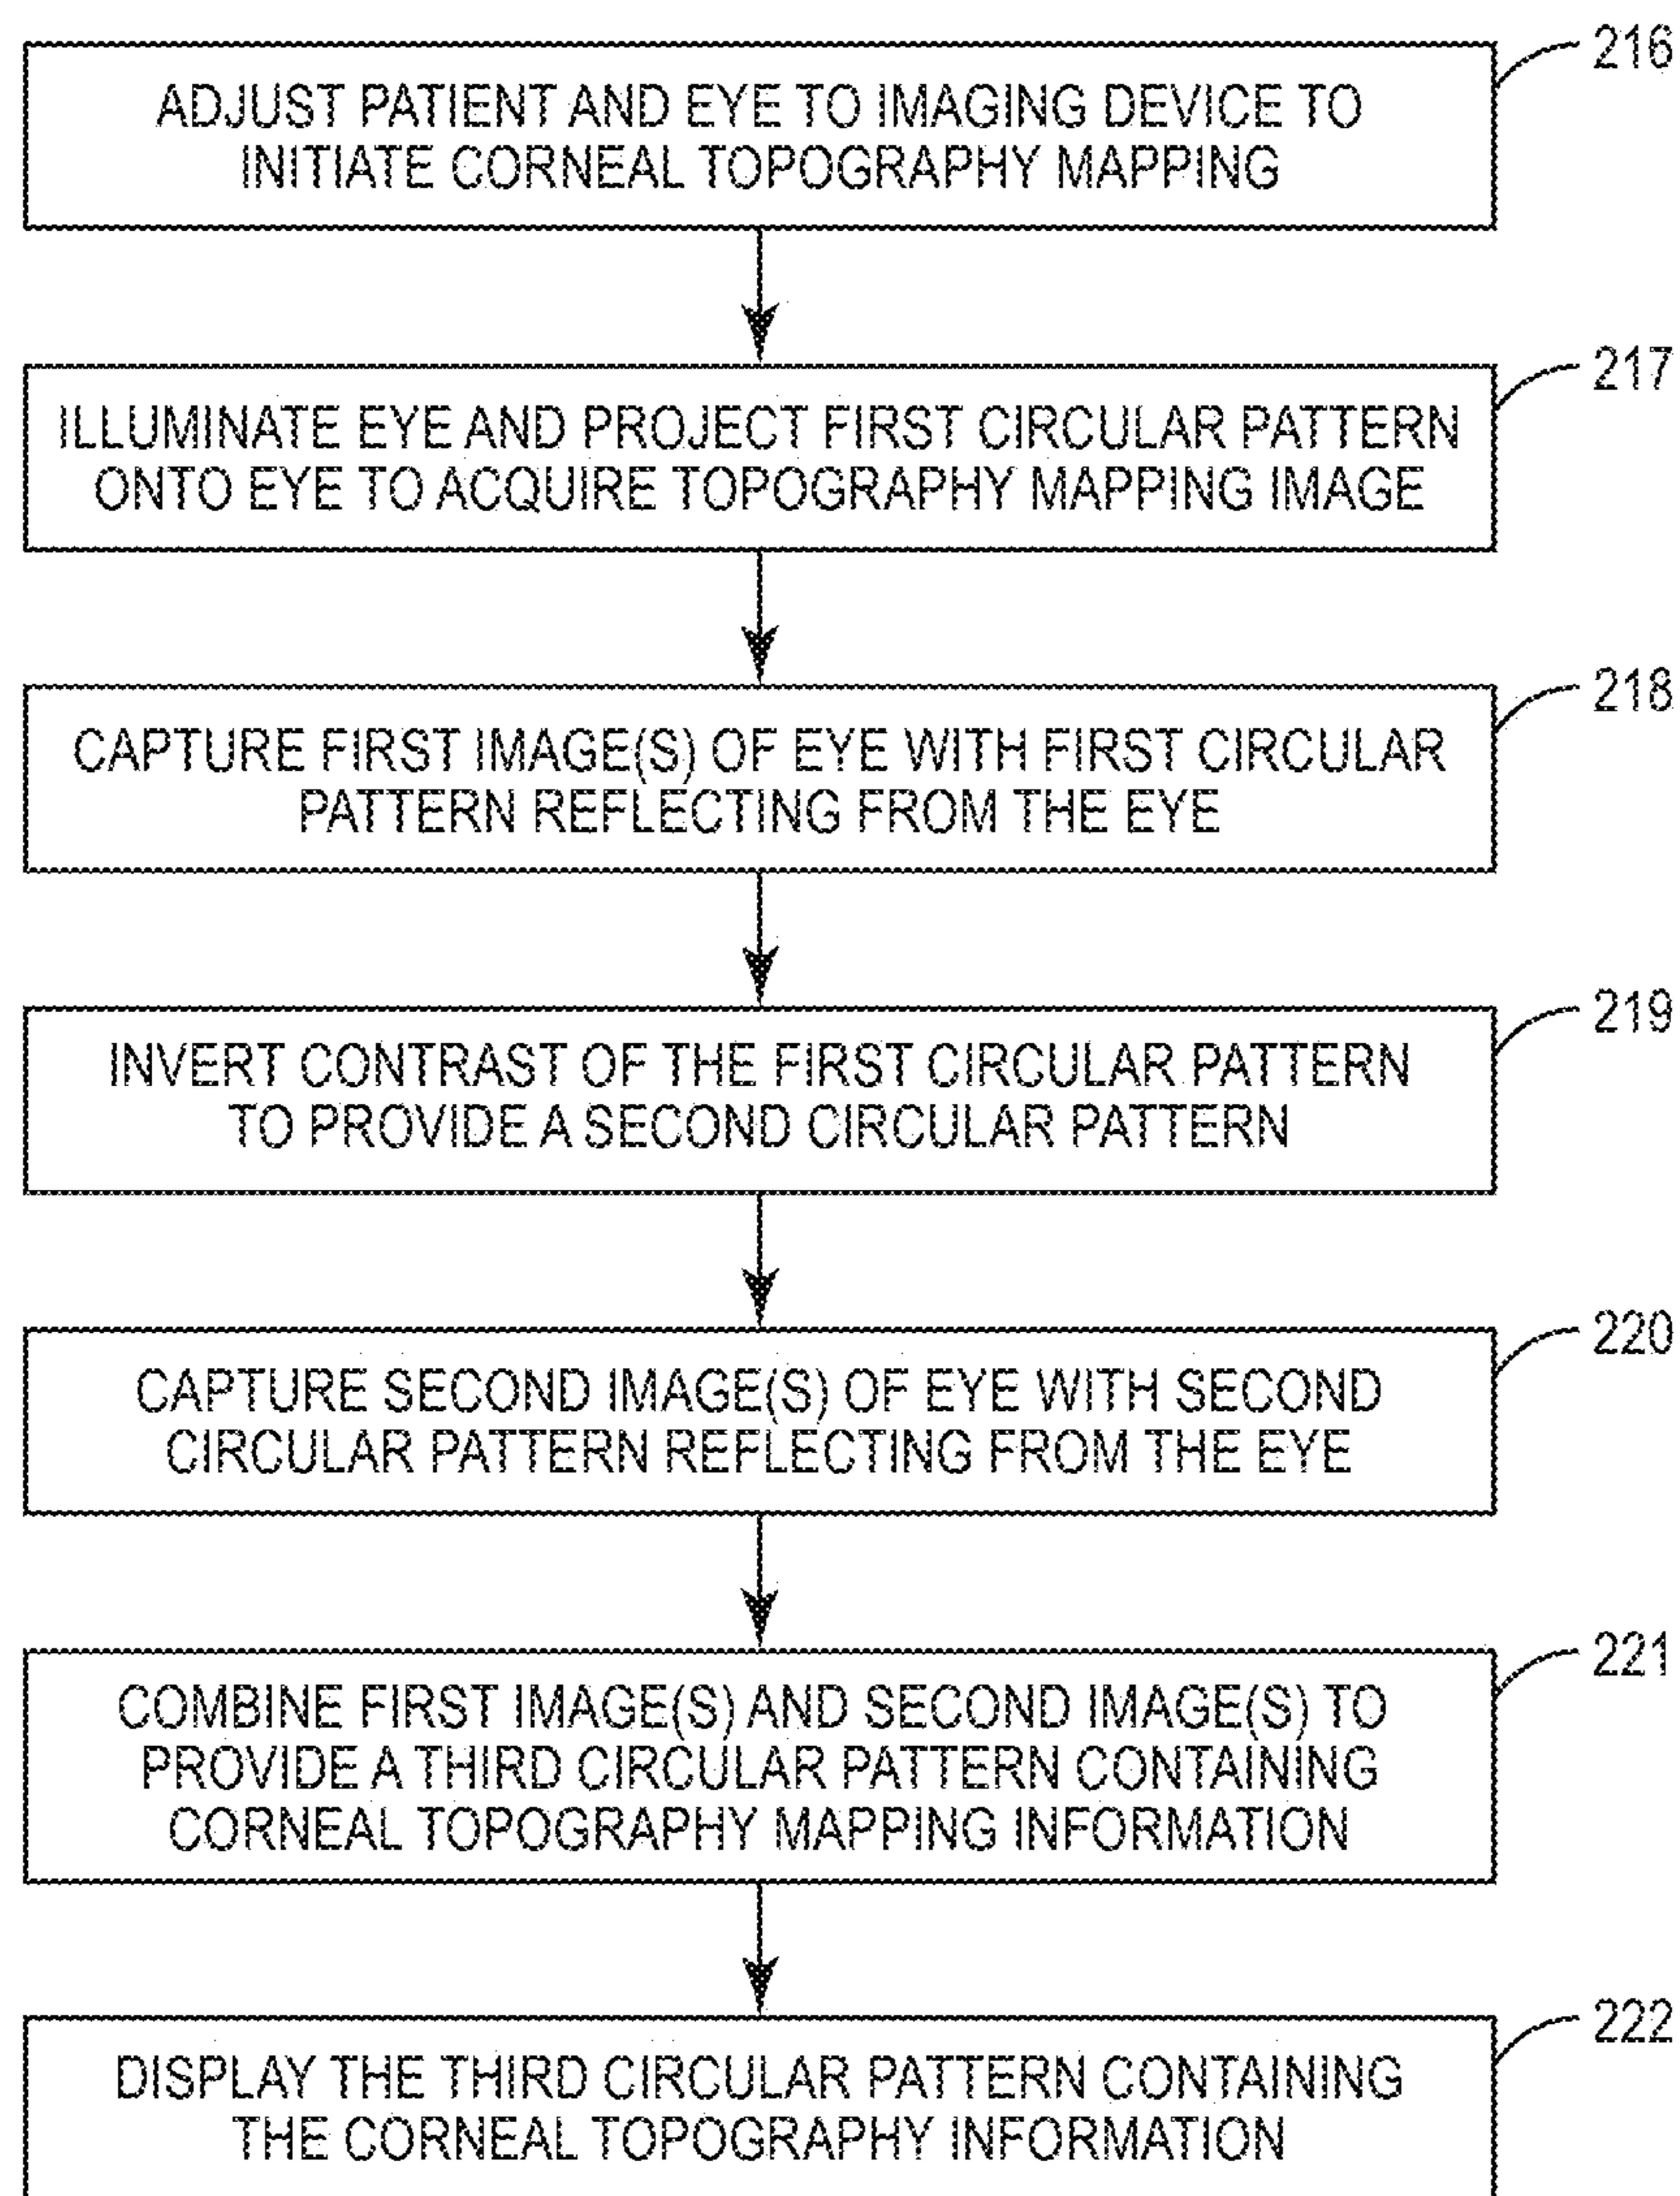 216
ADJUST PATIENT AND EYE TO IMAGING DEVICE TO
INITIATE CORNEAL TOPOGRAPHY MAPPING
217
ILLUMINATE EYE AND PROJECT FIRST CIRCULAR PATTERN
ONTO EYE TO ACQUIRE TOPOGRAPHY MAPPING IMAGE
218
CAPTURE FIRST IMAGE(S) OF EYE WITH FIRST CIRCULAR
PATTERN REFLECTING FROM THE EYE
219
INVERT CONTRAST OF THE FIRST CIRCULAR PATTERN
TO PROVIDE A SECOND CIRCULAR PATTERN
220
CAPTURE SECOND IMAGE(S) OF EYE WITH SECOND
CIRCULAR PATTERN REFLECTING FROM THE EYE
221
COMBINE FIRST IMAGE(S) AND SECOND IMAGE(S) TO
PROVIDE A THIRD CIRCULAR PATTERN CONTAINING
CORNEAL TOPOGRAPHY MAPPING INFORMATION
222
DISPLAY THE THIRD CIRCULAR PATTERN CONTAINING
THE CORNEAL TOPOGRAPHY INFORMATION